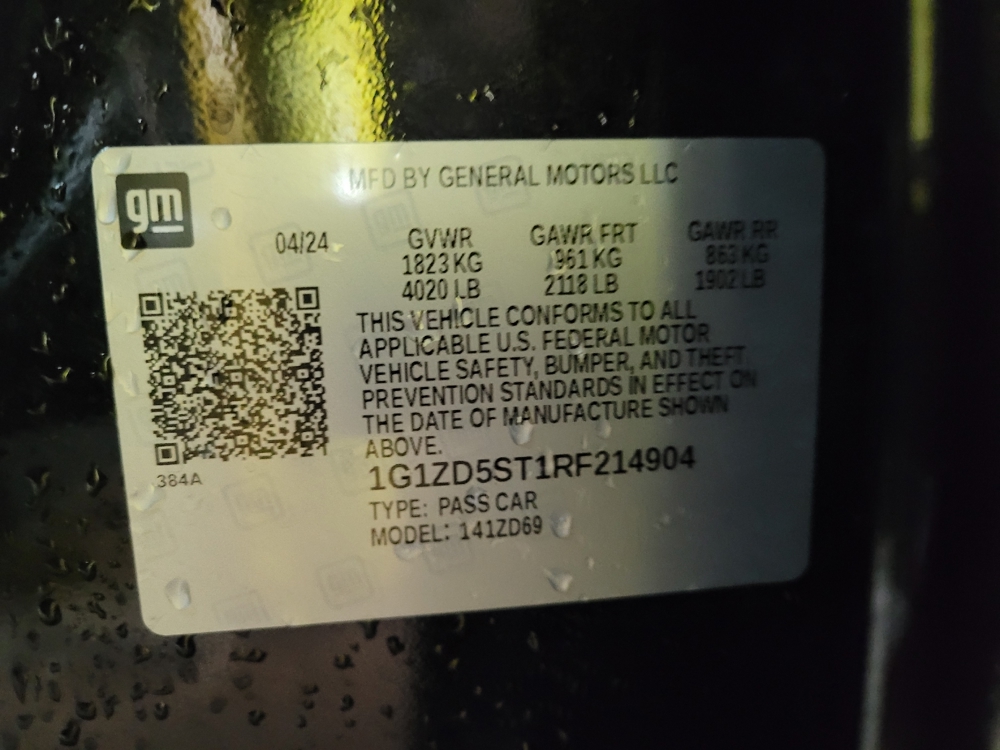 gm
MFD BY GENERAL MOTORS LLC
04/24
GVWR GAWR FRT GAWR RR
1823 KG 961 KG 863 KG
4020 LB 2118 LB 1902 LB
THIS VEHICLE CONFORMS TO ALL
APPLICABLE U.S. FEDERAL MOTOR
VEHICLE SAFETY, BUMPER, AND THEFT
PREVENTION STANDARDS IN EFFECT ON
THE DATE OF MANUFACTURE SHOWN
ABOVE.
384A
1G1ZD5ST1RF214904
TYPE: PASS CAR
MODEL: 141ZD69